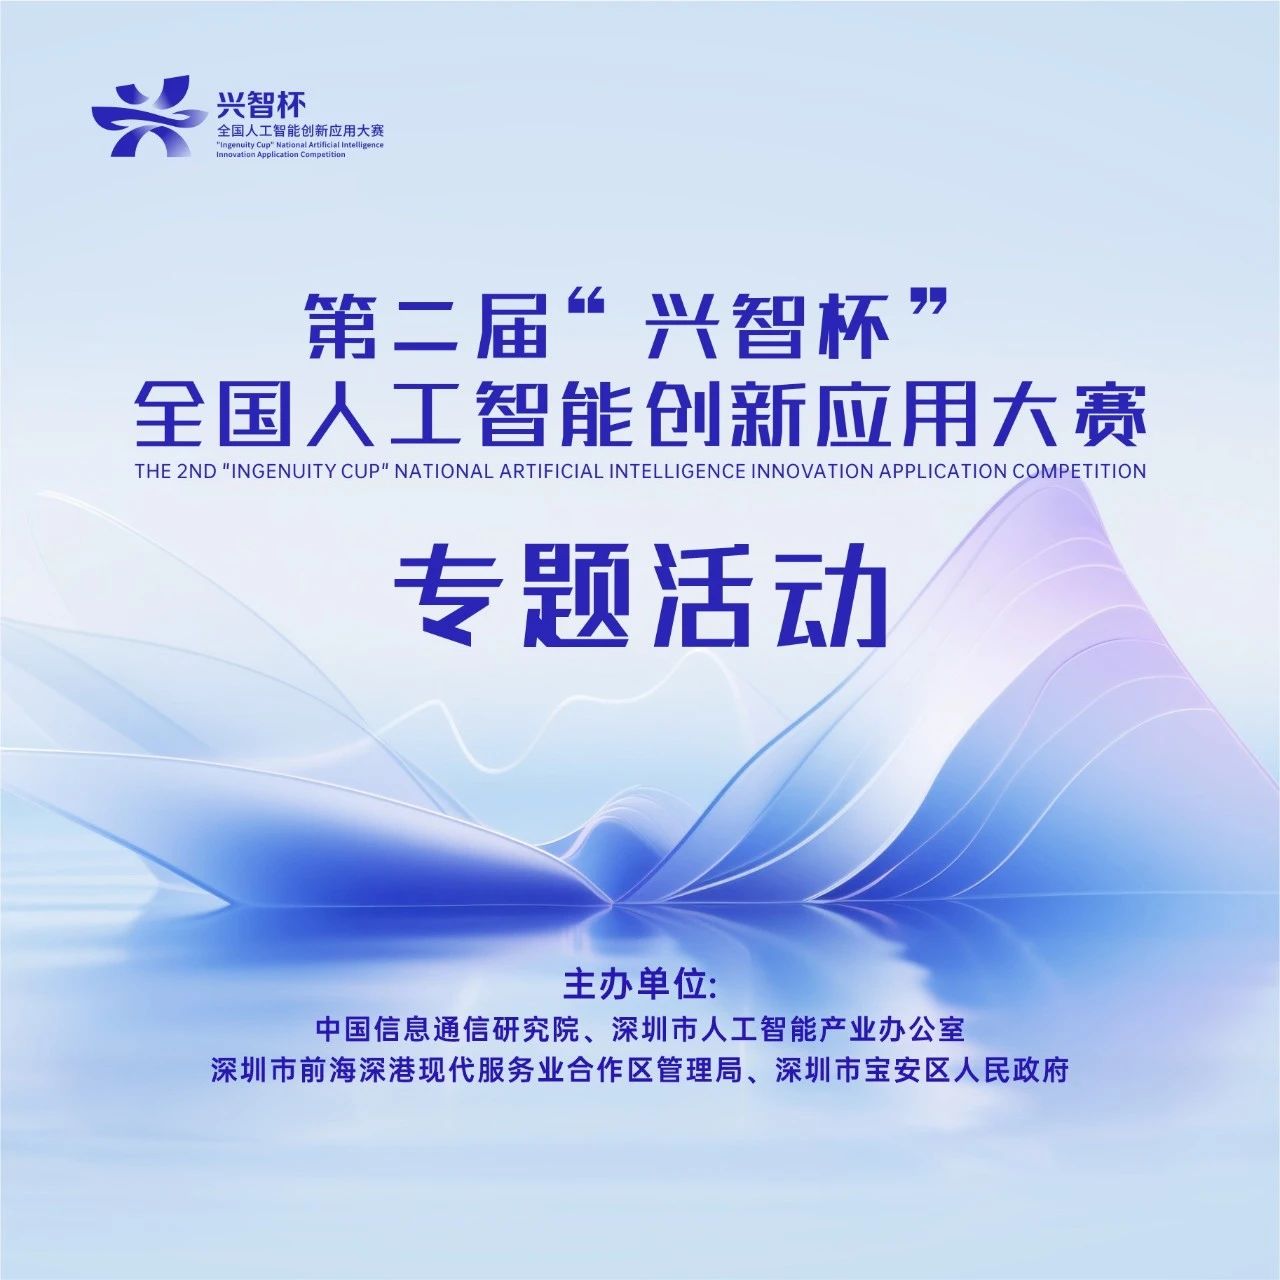 兴智杯
全国人工智能创新应用大赛
"Ingenuity Cup" National Artificial Intelligence
Innovation Application Competition
第二届“兴智杯”
全国人工智能创新应用大赛
THE 2ND "INGENUITY CUP" NATIONAL ARTIFICIAL INTELLIGENCE INNOVATION APPLICATION COMPETITION
专题活动
主办单位:
中国信息通信研究院、深圳市人工智能产业办公室
深圳市前海深港现代服务业合作区管理局、深圳市宝安区人民政府